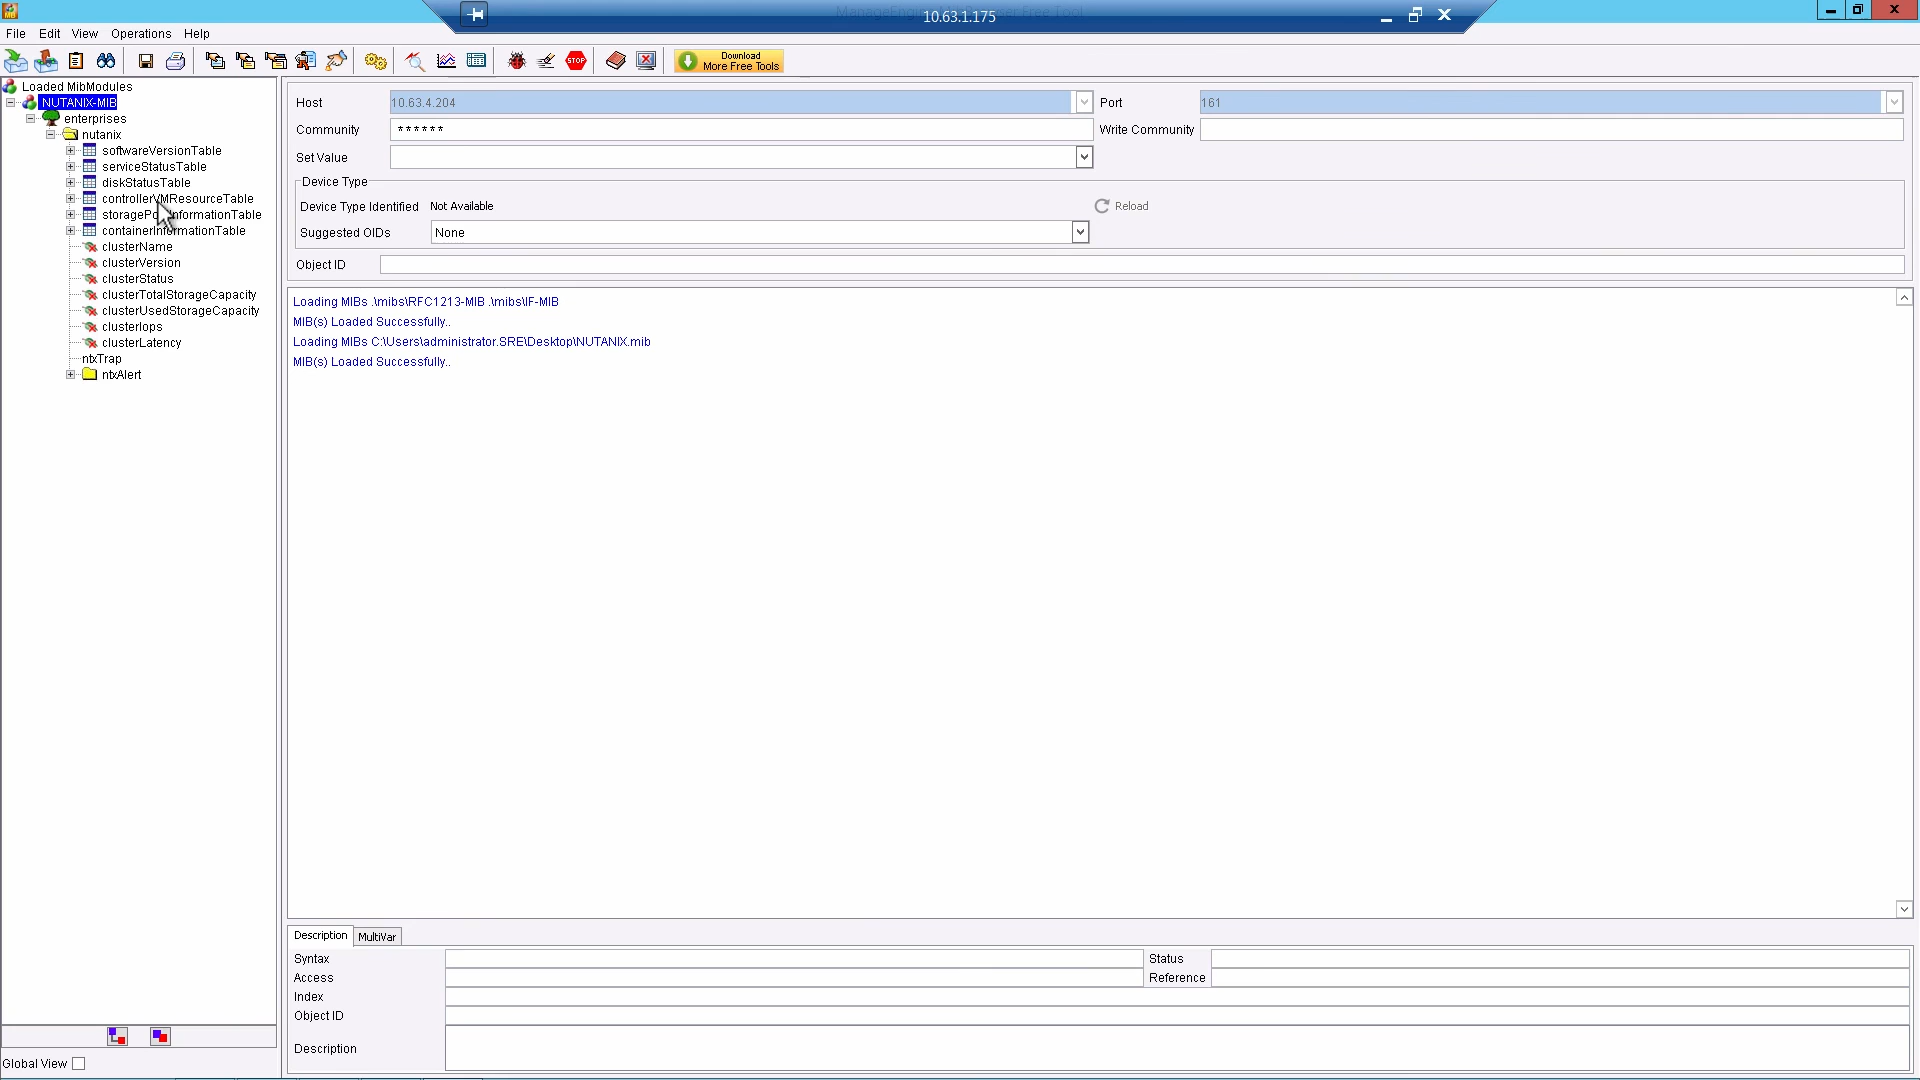 10.63.1.175
File Edit View Operations Help
STOP
Download
More Free Tools
Loaded MibModules
NUTANIX-MIB
enterprises
nutanix
softwareVersionTable
serviceStatusTable
diskStatusTable
controllerVMResourceTable
containerInformationTable
clusterName
clusterVersion
clusterStatus
clusterTotalStorageCapacity
clusterUsedStorageCapacity
clusterIops
clusterLatency
ntxTrap
ntxAlert
Global View
Host 10.63.4.204 Port 161
Community ****** Write Community
Set Value
Device Type
Device Type Identified Not Available Reload
Suggested OIDs None
Object ID
Loading MIBs .\mibs\RFC1213-MIB .\mibs\IF-MIB
MIB(s) Loaded Successfully..
Loading MIBs C:\Users\administrator.SRE\Desktop\NUTANIX.mib
MIB(s) Loaded Successfully..
Description MultiVar
Syntax Status
Access Reference
Index
Object ID
Description